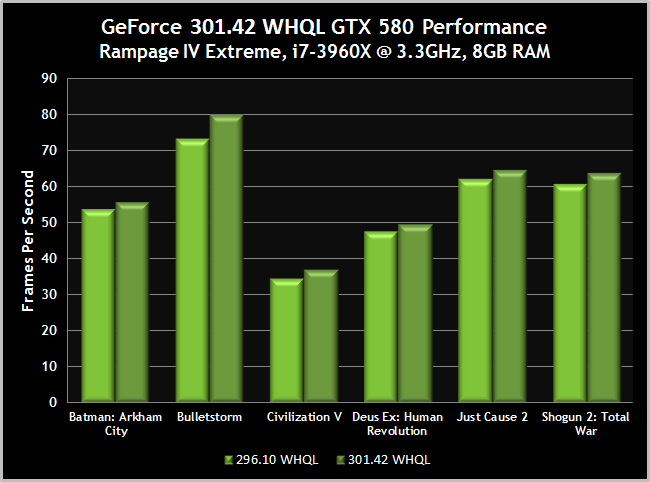 GeForce 301.42 WHQL GTX 580 Performance
Rampage IV Extreme, i7-3960X @ 3.3GHz, 8GB RAM
Frames Per Second
90
80
70
60
50
40
30
20
10
0
Batman: Arkham
City
Bulletstorm
Civilization V
Deus Ex: Human
Revolution
Just Cause 2
Shogun 2: Total
War
296.10 WHQL
301.42 WHQL